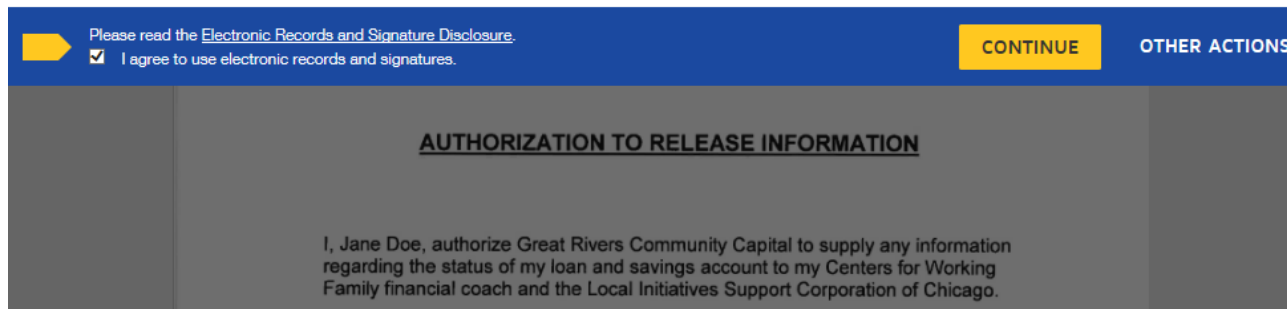 Please read the Electronic Records and Signature Disclosure.
I agree to use electronic records and signatures.
CONTINUE
OTHER ACTIONS
AUTHORIZATION TO RELEASE INFORMATION
I, Jane Doe, authorize Great Rivers Community Capital to supply any information
regarding the status of my loan and savings account to my Centers for Working
Family financial coach and the Local Initiatives Support Corporation of Chicago.